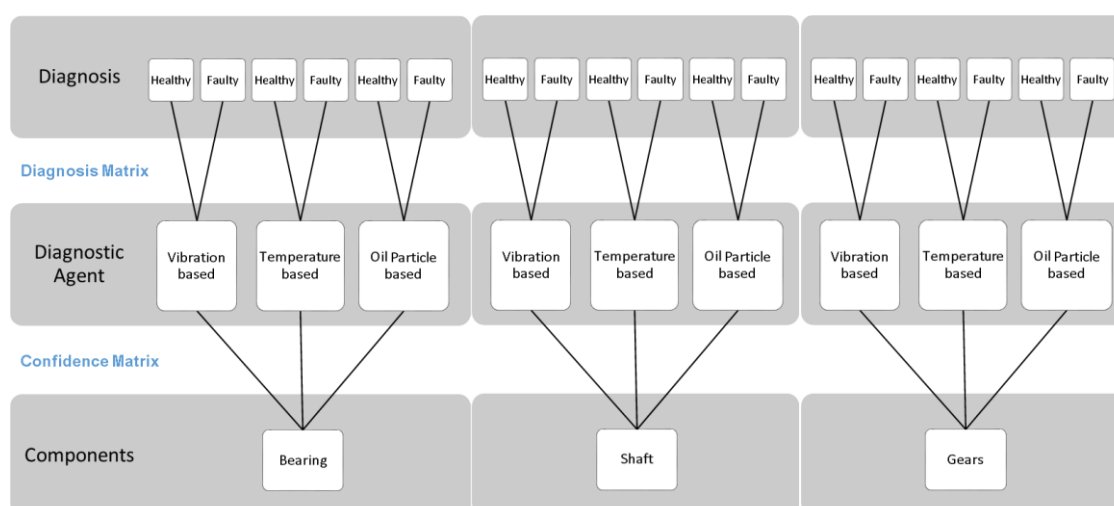 Diagnosis
Healthy Faulty Healthy Faulty Healthy Faulty
Healthy Faulty Healthy Faulty Healthy Faulty
Healthy Faulty Healthy Faulty Healthy Faulty
Diagnosis Matrix
Diagnostic
Agent
Vibration
based
Temperature
based
Oil Particle
based
Vibration
based
Temperature
based
Oil Particle
based
Vibration
based
Temperature
based
Oil Particle
based
Confidence Matrix
Components
Bearing
Shaft
Gears